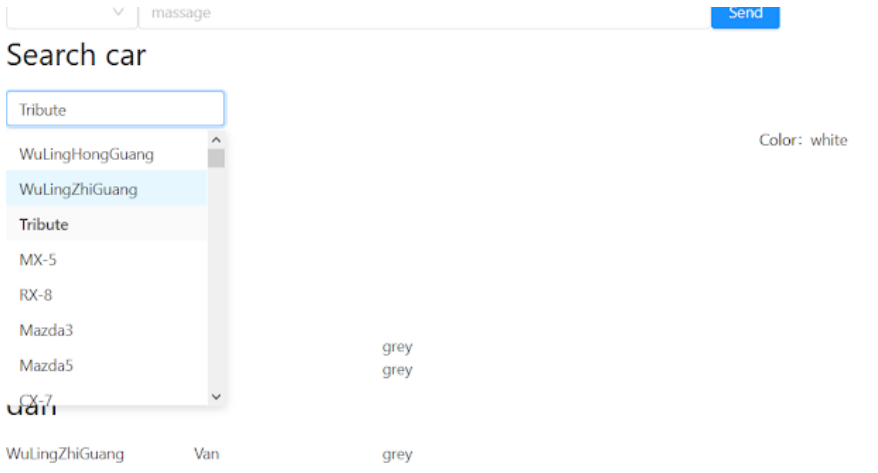 massage Send
Search car
Tribute
Color: white
WuLingHongGuang
WuLingZhiGuang
Tribute
MX-5
RX-8
Mazda3
grey
Mazda5
grey
CX-7
WuLingZhiGuang Van grey